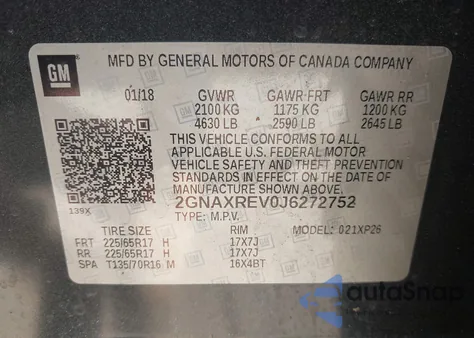 GM
MFD BY GENERAL MOTORS OF CANADA COMPANY
01/18 GVWR GAWR FRT GAWR RR
2100 KG 1175 KG 1200 KG
4630 LB 2590 LB 2645 LB
THIS VEHICLE CONFORMS TO ALL
APPLICABLE U.S. FEDERAL MOTOR
VEHICLE SAFETY AND THEFT PREVENTION
STANDARDS IN EFFECT ON THE DATE OF
MANUFACTURE SHOWN ABOVE.
139X
2GNAXREV0J6272752
TYPE: M.P.V. MODEL: 021XP26
TIRE SIZE RIM
FRT 225/65R17 H 17X7J
RR 225/65R17 H 17X7J
SPA T135/70R16 M 16X4BT
autoSnap